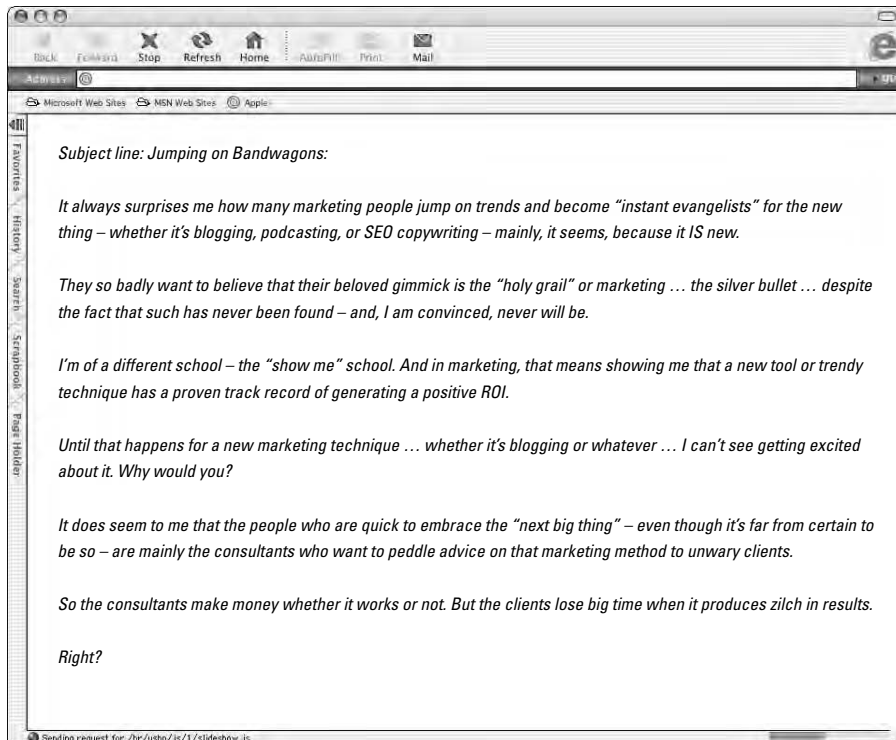 Back Forward Stop Refresh Home AutoFill Print Mail
Address
Microsoft Web Sites MSN Web Sites Apple
Favorites
History
Search
Scrapbook
Page Holder
Subject line: Jumping on Bandwagons:
It always surprises me how many marketing people jump on trends and become “instant evangelists” for the new
thing – whether it’s blogging, podcasting, or SEO copywriting – mainly, it seems, because it IS new.
They so badly want to believe that their beloved gimmick is the “holy grail” or marketing … the silver bullet … despite
the fact that such has never been found – and, I am convinced, never will be.
I’m of a different school – the “show me” school. And in marketing, that means showing me that a new tool or trendy
technique has a proven track record of generating a positive ROI.
Until that happens for a new marketing technique … whether it’s blogging or whatever … I can’t see getting excited
about it. Why would you?
It does seem to me that the people who are quick to embrace the “next big thing” – even though it’s far from certain to
be so – are mainly the consultants who want to peddle advice on that marketing method to unwary clients.
So the consultants make money whether it works or not. But the clients lose big time when it produces zilch in results.
Right?
Sending request for /br/ushp/js/1/slideshow.js